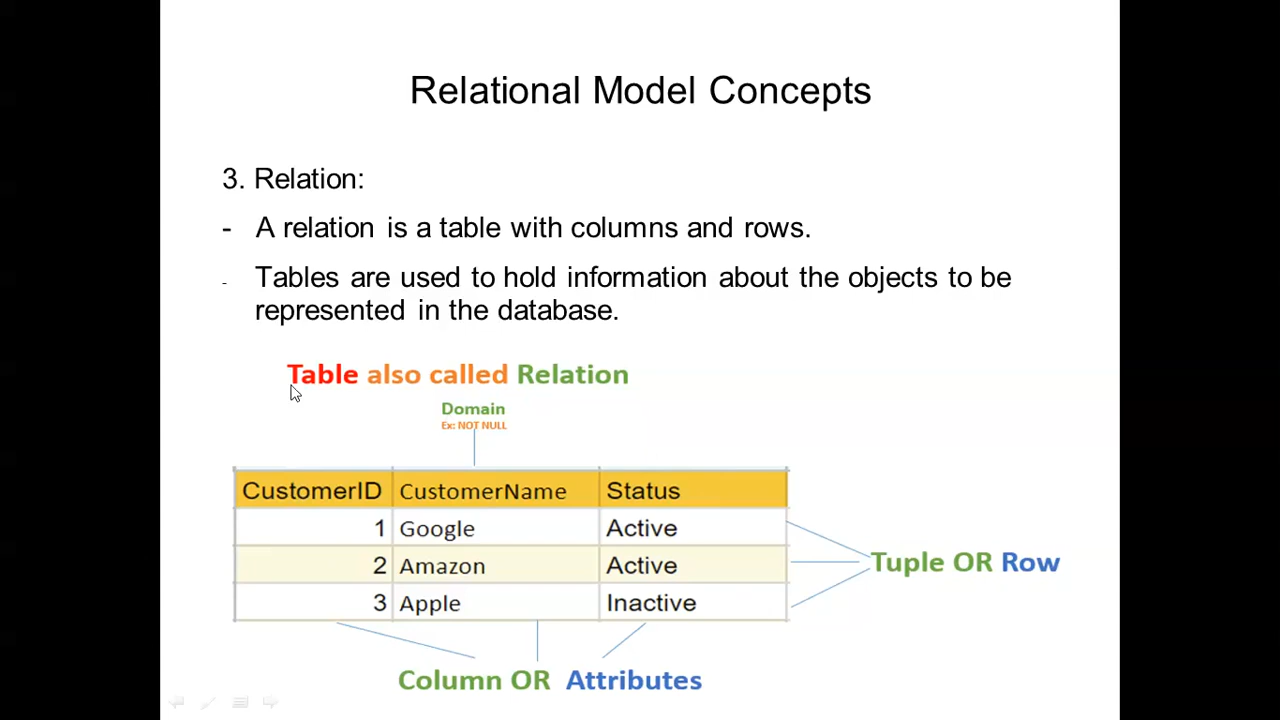 Relational Model Concepts
3. Relation:
- A relation is a table with columns and rows.
- Tables are used to hold information about the objects to be
represented in the database.
Table also called Relation
Domain
Ex: NOT NULL
CustomerID CustomerName Status
1 Google Active
2 Amazon Active
3 Apple Inactive
Tuple OR Row
Column OR Attributes